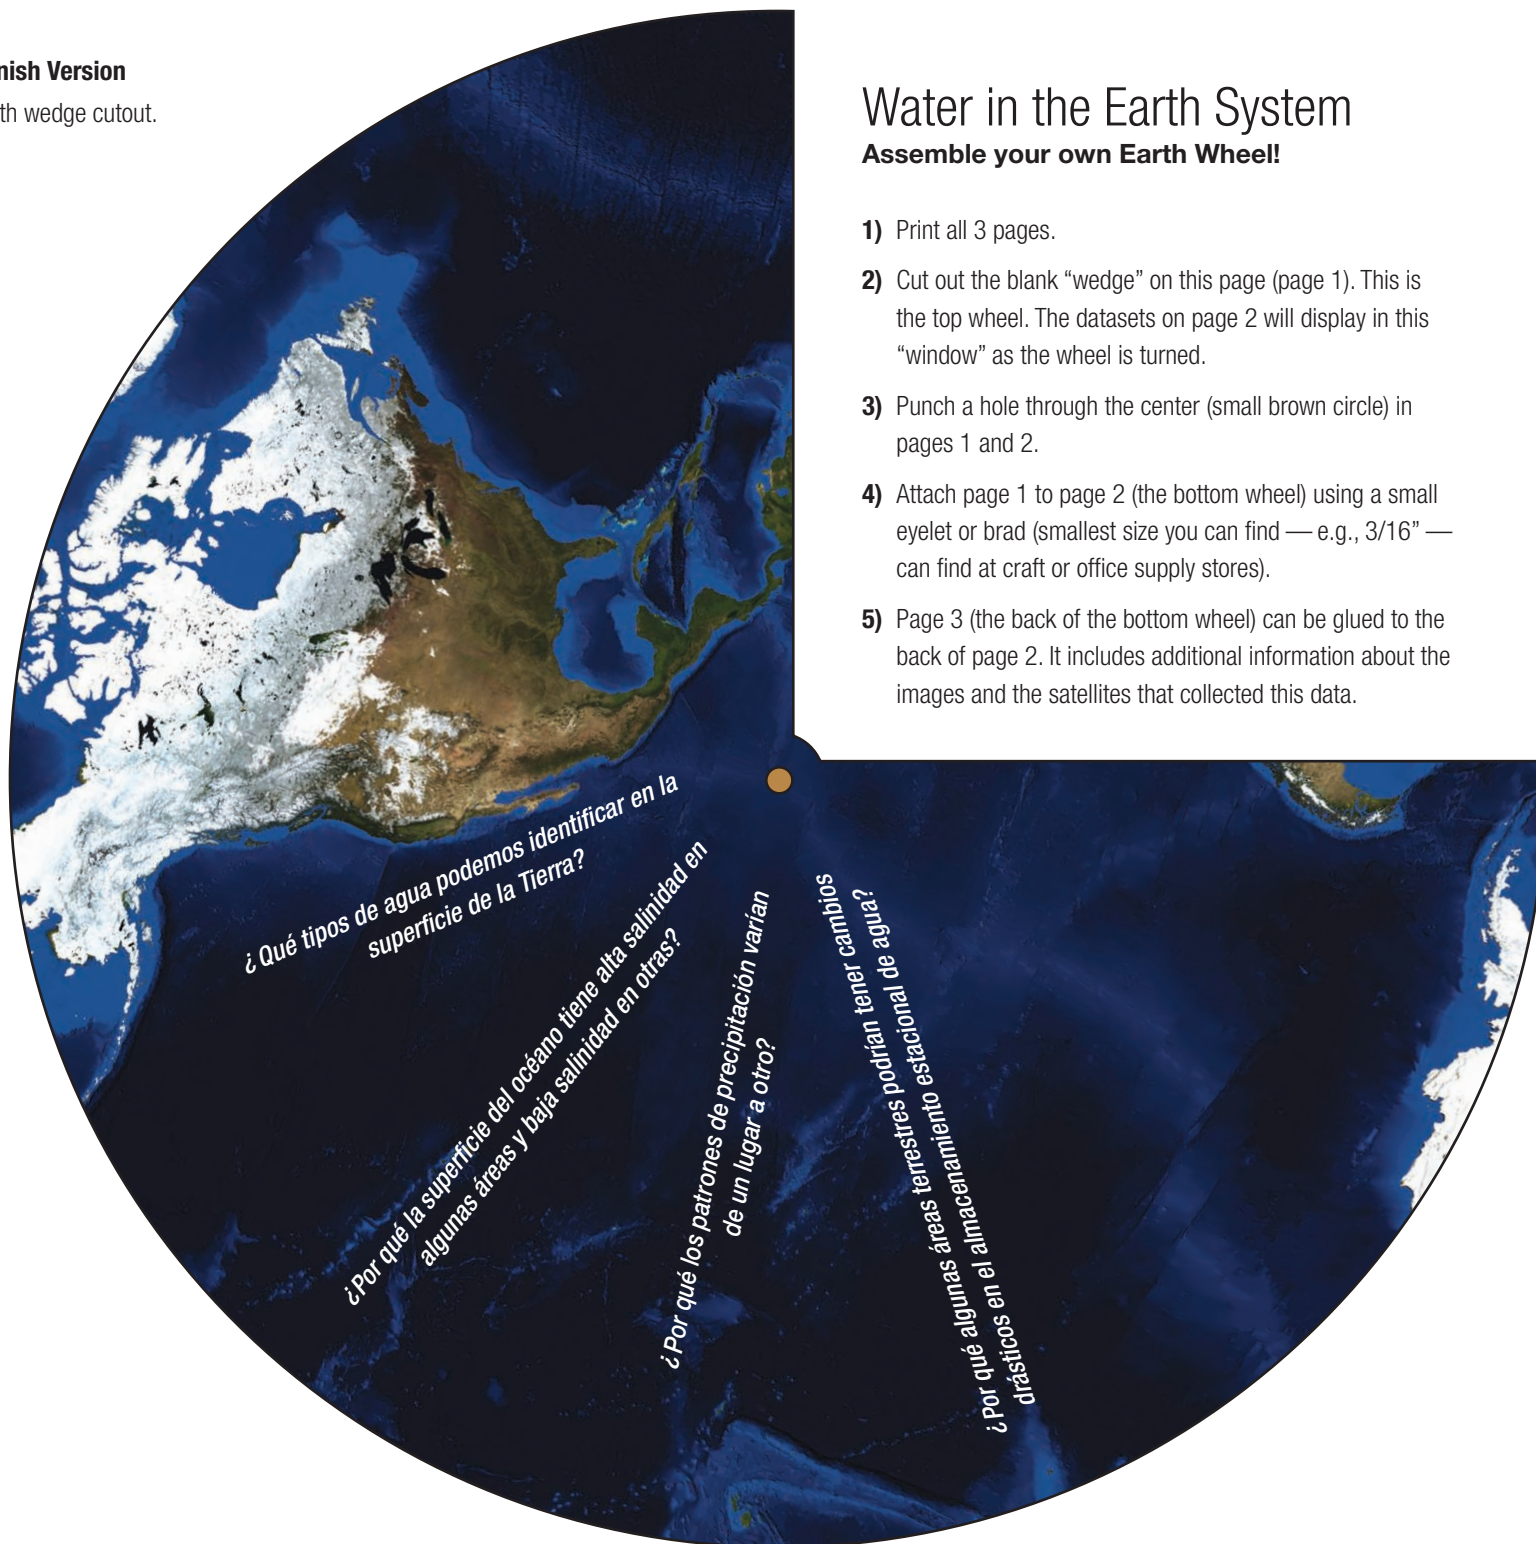 nish Version
th wedge cutout.
Water in the Earth System
Assemble your own Earth Wheel!
1) Print all 3 pages.
2) Cut out the blank “wedge” on this page (page 1). This is
the top wheel. The datasets on page 2 will display in this
“window” as the wheel is turned.
3) Punch a hole through the center (small brown circle) in
pages 1 and 2.
4) Attach page 1 to page 2 (the bottom wheel) using a small
eyelet or brad (smallest size you can find — e.g., 3/16” —
can find at craft or office supply stores).
5) Page 3 (the back of the bottom wheel) can be glued to the
back of page 2. It includes additional information about the
images and the satellites that collected this data.
¿Qué tipos de agua podemos identificar en la
superficie de la Tierra?
¿Por qué la superficie del océano tiene alta salinidad en
algunas áreas y baja salinidad en otras?
¿Por qué los patrones de precipitación varían
de un lugar a otro?
¿Por qué algunas áreas terrestres podrían tener cambios
drásticos en el almacenamiento estacional de agua?